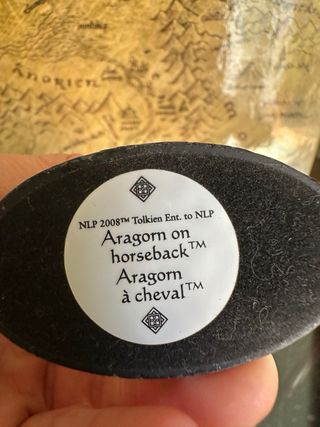 ANÓRIEN
NLP 2008™ Tolkien Ent. to NLP
Aragorn on
horseback™
Aragorn
à cheval™